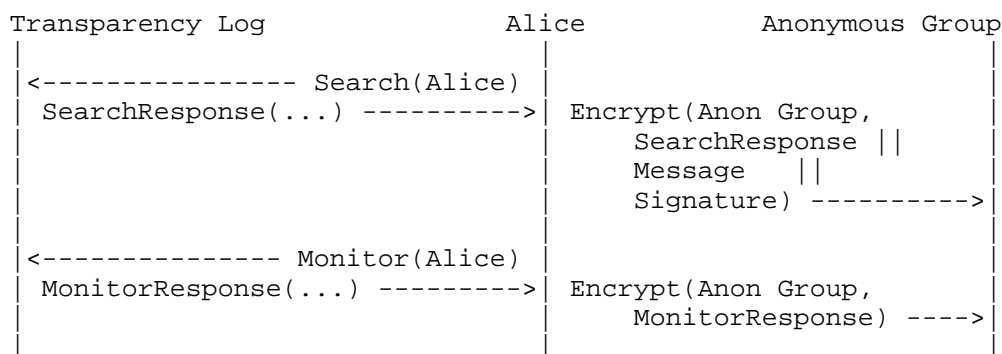 Transparency Log               Alice           Anonymous Group
|                                |                            |
|<---------------- Search(Alice) |                            |
| SearchResponse(...) ---------->| Encrypt(Anon Group,        |
|                                |     SearchResponse ||      |
|                                |     Message   ||           |
|                                |     Signature) ----------->|
|                                |                            |
|<--------------- Monitor(Alice) |                            |
| MonitorResponse(...) --------->| Encrypt(Anon Group,        |
|                                |     MonitorResponse) ----->|
|                                |                            |